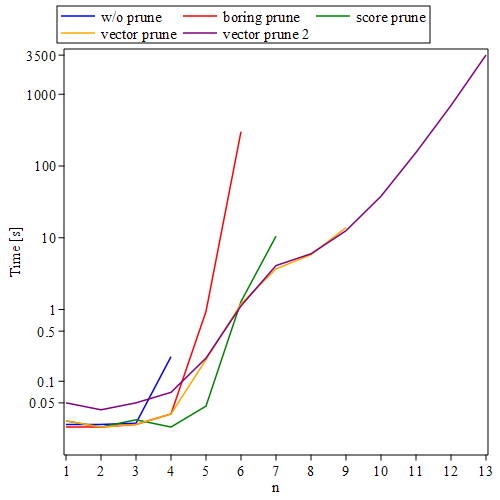 w/o prune boring prune score prune
vector prune vector prune 2
3500
1000
100
10
1
0.5
0.1
0.05
Time [s]
1 2 3 4 5 6 7 8 9 10 11 12 13
n